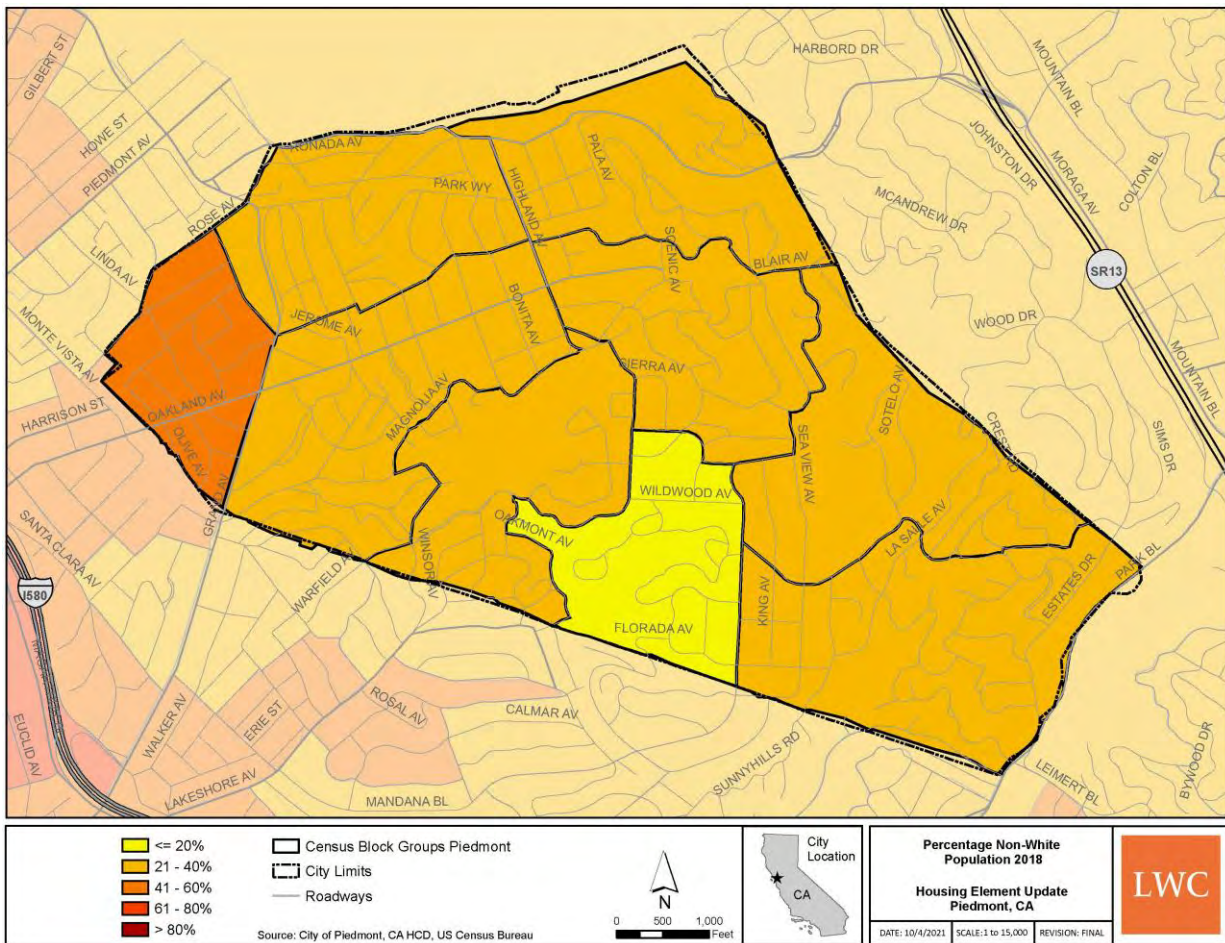 HARBORD DR
MOUNTAIN BL
GILBERT ST
HOWE ST
PIEDMONT AV
JOHNSTON DR
MORAGA AV
COLTON BL
RONADA AV
PALA AV
HIGHLAND AV
PARK WY
MCANDREW DR
ROSE AV
LINDA AV
SCENIC AV
BLAIR AV
SR13
BONITA AV
JEROME AV
WOOD DR
MONTE VISTA AV
MOUNTAIN BL
SIERRA AV
MAGNOLIA AV
SOTELO AV
HARRISON ST
OAKLAND AV
OLIVE AV
SEA VIEW AV
SIMS DR
WILDWOOD AV
GRAND AV
OAKMONT AV
LA SALLE AV
SANTA CLARA AV
WINSOR AV
WARFIELD AV
ESTATES DR
PARK BL
I580
KING AV
FLORADA AV
EUCLID AV
WALKER AV
ERIE ST
ROSAL AV
CALMAR AV
SUNNYHILLS RD
LAKESHORE AV
MANDANA BL
LEIMERT BL
BYWOOD DR
<= 20%
21 - 40%
41 - 60%
61 - 80%
> 80%
Census Block Groups Piedmont
City Limits
Roadways
Source: City of Piedmont, CA HCD, US Census Bureau
N
0 500 1,000
Feet
City
Location
CA
Percentage Non-White
Population 2018
Housing Element Update
Piedmont, CA
DATE: 10/4/2021
SCALE:1 to 15,000
REVISION: FINAL
LWC